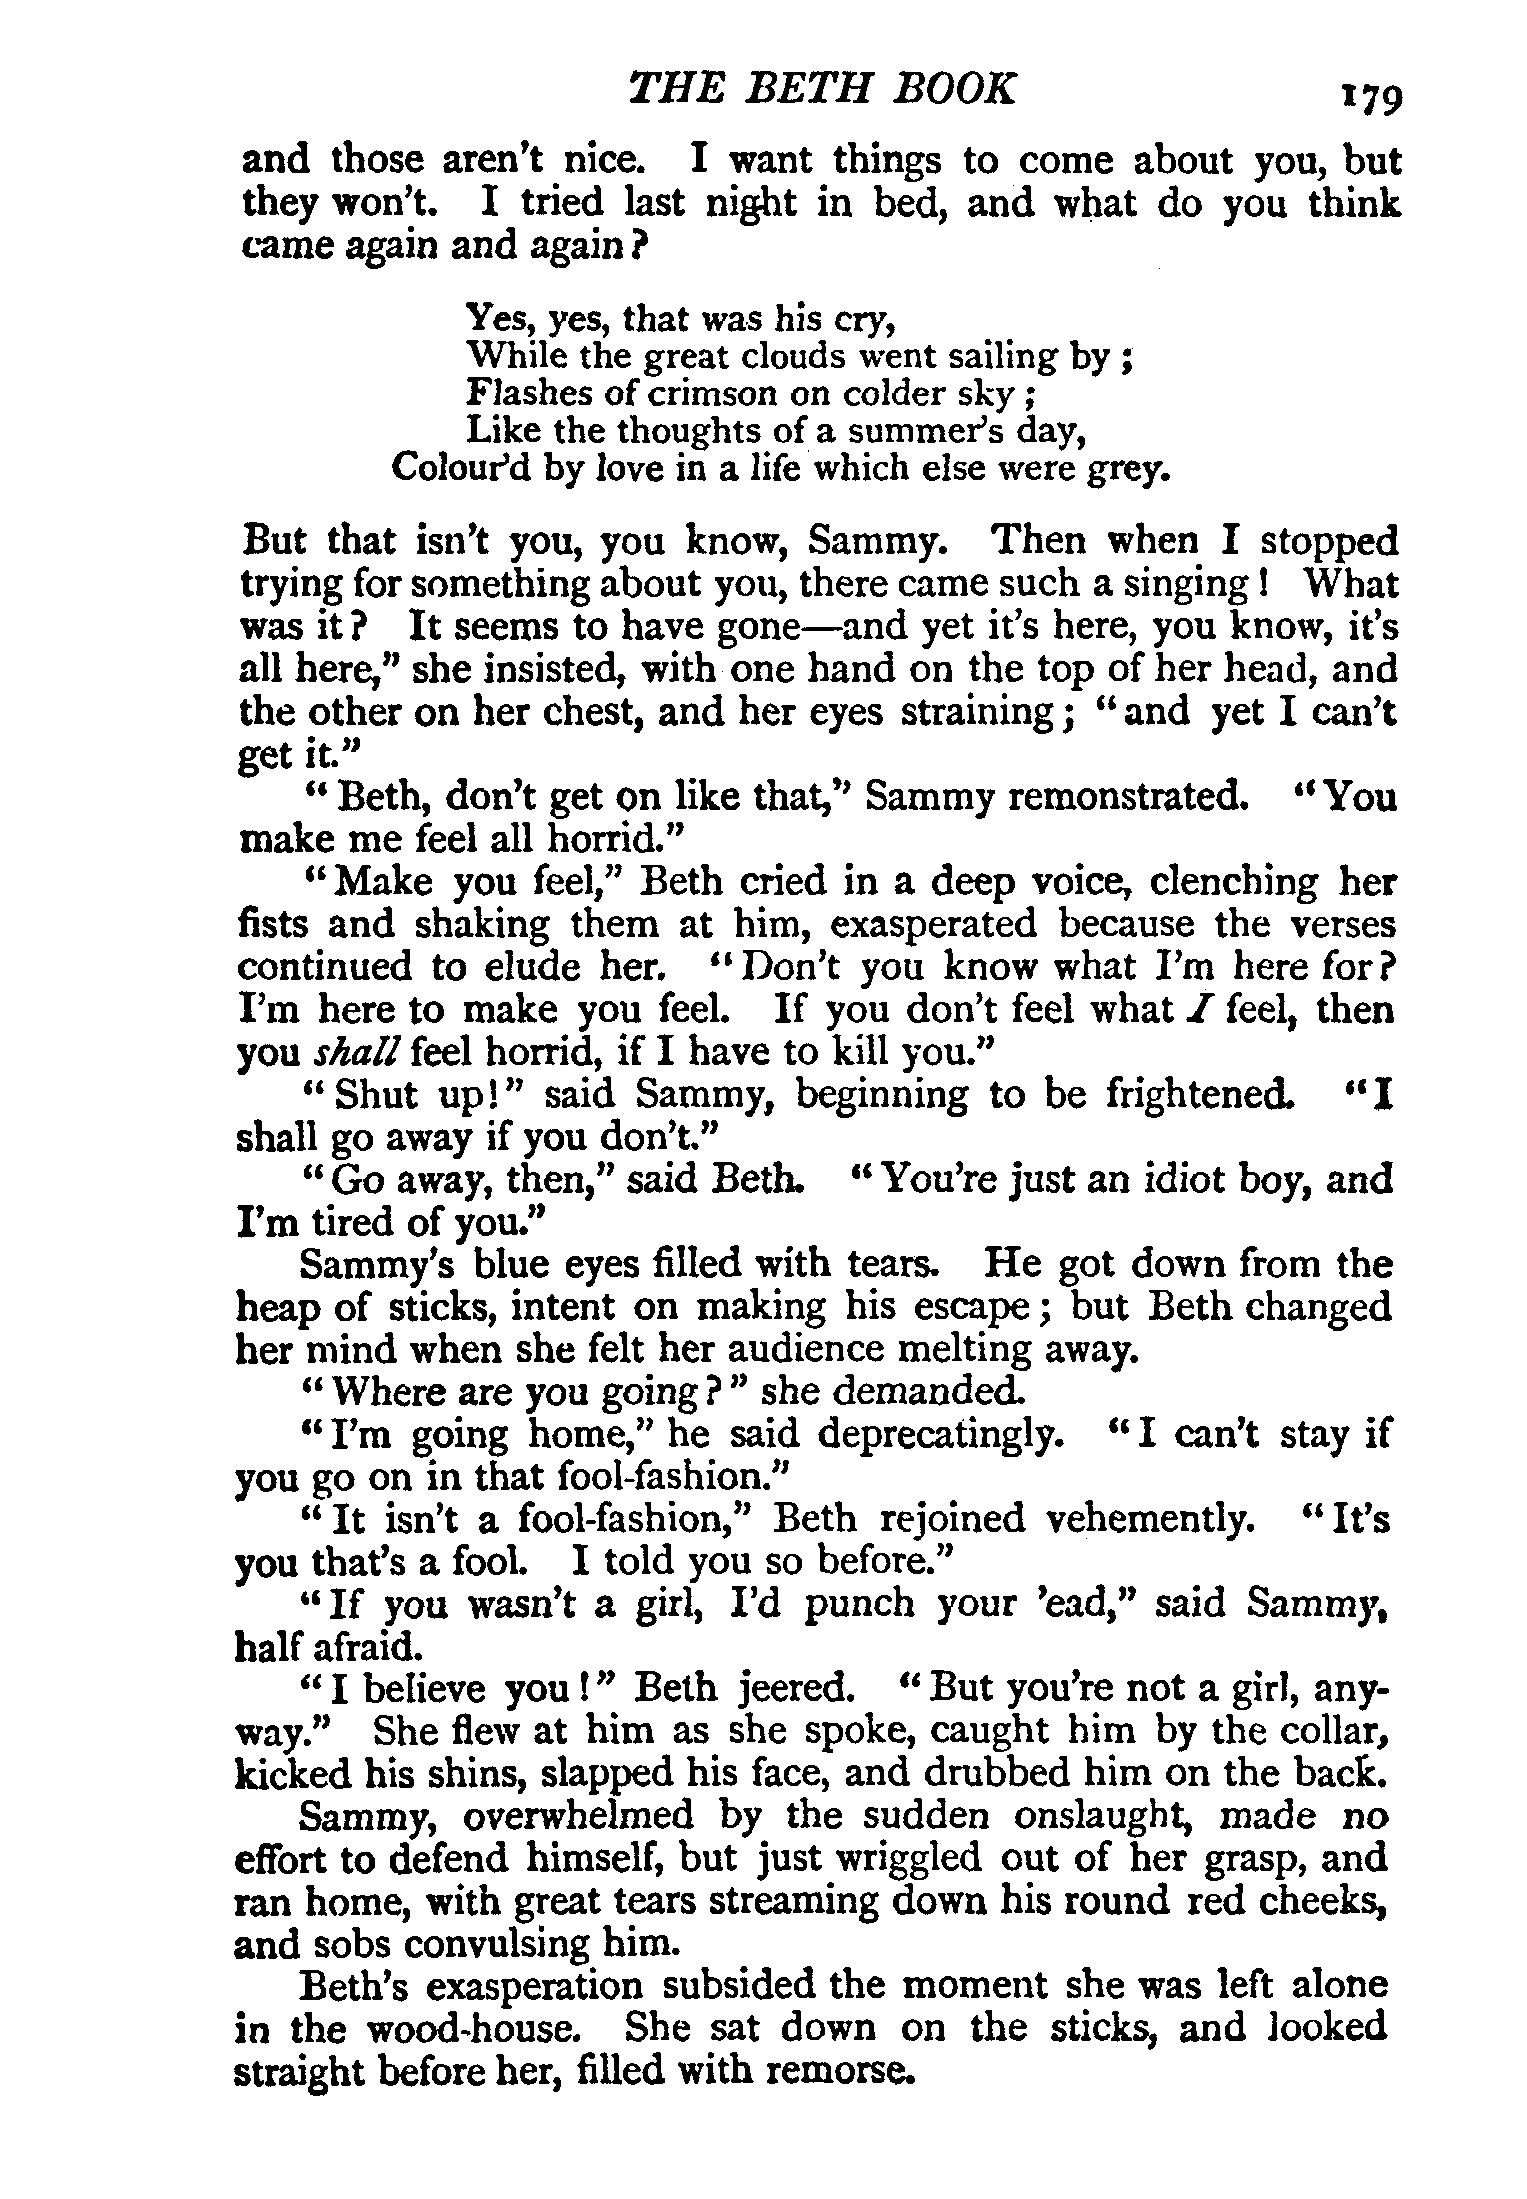 THE BETH BOOK 179
and those aren't nice. I want things to come about you, but
they won't. I tried last night in bed, and what do you think
came again and again?
Yes, yes, that was his cry,
While the great clouds went sailing by;
Flashes of crimson on colder sky;
Like the thoughts of a summer's day,
Colour'd by love in a life which else were grey.
But that isn't you, you know, Sammy. Then when I stopped
trying for something about you, there came such a singing! What
was it? It seems to have gone—and yet it's here, you know, it's
all here,” she insisted, with one hand on the top of her head, and
the other on her chest, and her eyes straining; “and yet I can't
get it.”
“Beth, don't get on like that,” Sammy remonstrated. “You
make me feel all horrid.”
“Make you feel,” Beth cried in a deep voice, clenching her
fists and shaking them at him, exasperated because the verses
continued to elude her. “Don't you know what I'm here for?
I'm here to make you feel. If you don't feel what I feel, then
you shall feel horrid, if I have to kill you.”
“Shut up!” said Sammy, beginning to be frightened. “I
shall go away if you don't.”
“Go away, then,” said Beth. “You're just an idiot boy, and
I'm tired of you.”
Sammy's blue eyes filled with tears. He got down from the
heap of sticks, intent on making his escape; but Beth changed
her mind when she felt her audience melting away.
“Where are you going?” she demanded.
“I'm going home,” he said deprecatingly. “I can't stay if
you go on in that fool-fashion.”
“It isn't a fool-fashion,” Beth rejoined vehemently. “It's
you that's a fool. I told you so before.”
“If you wasn't a girl, I'd punch your 'ead,” said Sammy,
half afraid.
“I believe you!” Beth jeered. “But you're not a girl, any-
way.” She flew at him as she spoke, caught him by the collar,
kicked his shins, slapped his face, and drubbed him on the back.
Sammy, overwhelmed by the sudden onslaught, made no
effort to defend himself, but just wriggled out of her grasp, and
ran home, with great tears streaming down his round red cheeks,
and sobs convulsing him.
Beth's exasperation subsided the moment she was left alone
in the wood-house. She sat down on the sticks, and looked
straight before her, filled with remorse.